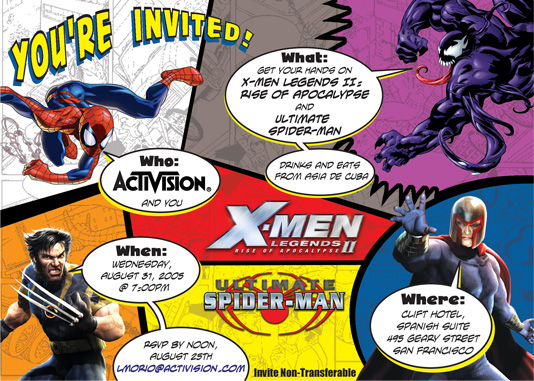 YOU'RE INVITED!
What:
GET YOUR HANDS ON
X-MEN LEGENDS II:
RISE OF APOCALYPSE
AND
ULTIMATE
SPIDER-MAN
DRINKS AND EATS
FROM ASIA DE CUBA
Who:
ACTIVISION®
AND YOU
X-MEN
LEGENDS II
RISE OF APOCALYPSE
When:
WEDNESDAY,
AUGUST 31, 2005
@ 7:00PM
ULTIMATE
SPIDER-MAN
Where:
CLIFT HOTEL,
SPANISH SUITE
495 GEARY STREET
SAN FRANCISCO
RSVP BY NOON,
AUGUST 25TH
LMORIO@ACTIVISION.COM
Invite Non-Transferable